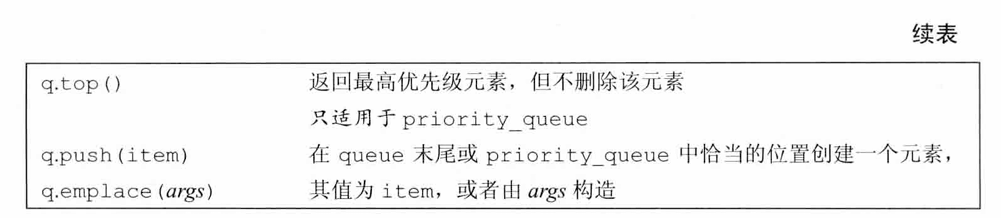 续表
q.top() 返回最高优先级元素，但不删除该元素
只适用于 priority_queue
q.push(item) 在 queue 末尾或 priority_queue 中恰当的位置创建一个元素，
q.emplace(args) 其值为 item，或者由 args 构造